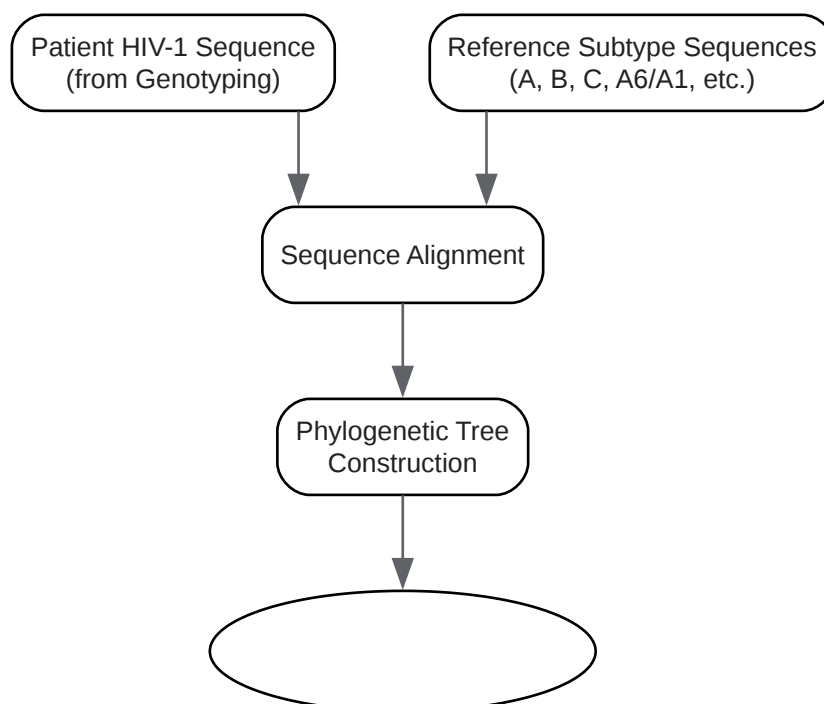 Patient HIV-1 Sequence
(from Genotyping)
Reference Subtype Sequences
(A, B, C, A6/A1, etc.)
Sequence Alignment
Phylogenetic Tree
Construction